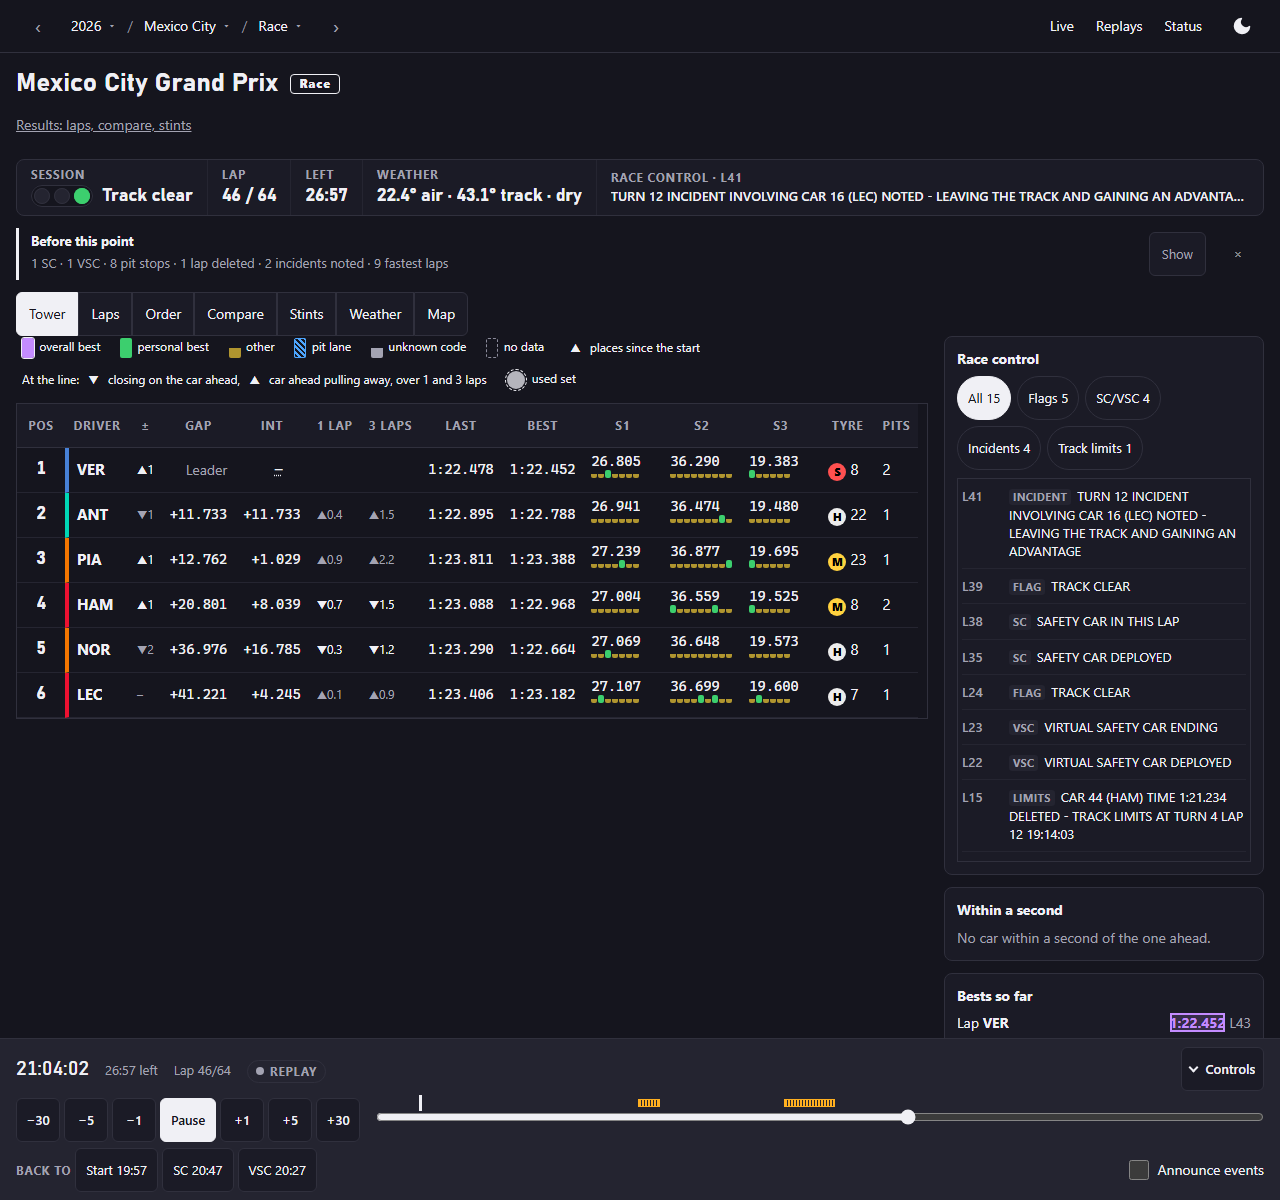 2026 / Mexico City / Race
Live Replays Status
Mexico City Grand Prix Race
Results: laps, compare, stints
SESSION
Track clear
LAP
46 / 64
LEFT
26:57
WEATHER
22.4° air · 43.1° track · dry
RACE CONTROL · L41
TURN 12 INCIDENT INVOLVING CAR 16 (LEC) NOTED - LEAVING THE TRACK AND GAINING AN ADVANTA...
Before this point
1 SC · 1 VSC · 8 pit stops · 1 lap deleted · 2 incidents noted · 9 fastest laps
Show ×
Tower Laps Order Compare Stints Weather Map
overall best personal best other pit lane unknown code no data ▲ places since the start
At the line: ▼ closing on the car ahead, ▲ car ahead pulling away, over 1 and 3 laps used set
POS DRIVER ± GAP INT 1 LAP 3 LAPS LAST BEST S1 S2 S3 TYRE PITS
1 VER ▲1 Leader – 1:22.478 1:22.452 26.805 36.290 19.383 S 8 2
2 ANT ▼1 +11.733 +11.733 ▲0.4 ▲1.5 1:22.895 1:22.788 26.941 36.474 19.480 H 22 1
3 PIA ▲1 +12.762 +1.029 ▲0.9 ▲2.2 1:23.811 1:23.388 27.239 36.877 19.695 M 23 1
4 HAM ▲1 +20.801 +8.039 ▼0.7 ▼1.5 1:23.088 1:22.968 27.004 36.559 19.525 M 8 2
5 NOR ▼2 +36.976 +16.785 ▼0.3 ▼1.2 1:23.290 1:22.664 27.069 36.648 19.573 H 8 1
6 LEC – +41.221 +4.245 ▲0.1 ▲0.9 1:23.406 1:23.182 27.107 36.699 19.600 H 7 1
Race control
All 15 Flags 5 SC/VSC 4
Incidents 4 Track limits 1
L41 INCIDENT TURN 12 INCIDENT
INVOLVING CAR 16 (LEC) NOTED -
LEAVING THE TRACK AND GAINING AN
ADVANTAGE
L39 FLAG TRACK CLEAR
L38 SC SAFETY CAR IN THIS LAP
L35 SC SAFETY CAR DEPLOYED
L24 FLAG TRACK CLEAR
L23 VSC VIRTUAL SAFETY CAR ENDING
L22 VSC VIRTUAL SAFETY CAR DEPLOYED
L15 LIMITS CAR 44 (HAM) TIME 1:21.234
DELETED - TRACK LIMITS AT TURN 4 LAP
12 19:14:03
Within a second
No car within a second of the one ahead.
Bests so far
Lap VER 1:22.452 L43
21:04:02 26:57 left Lap 46/64 REPLAY
Controls
−30 −5 −1 Pause +1 +5 +30
BACK TO Start 19:57 SC 20:47 VSC 20:27
Announce events